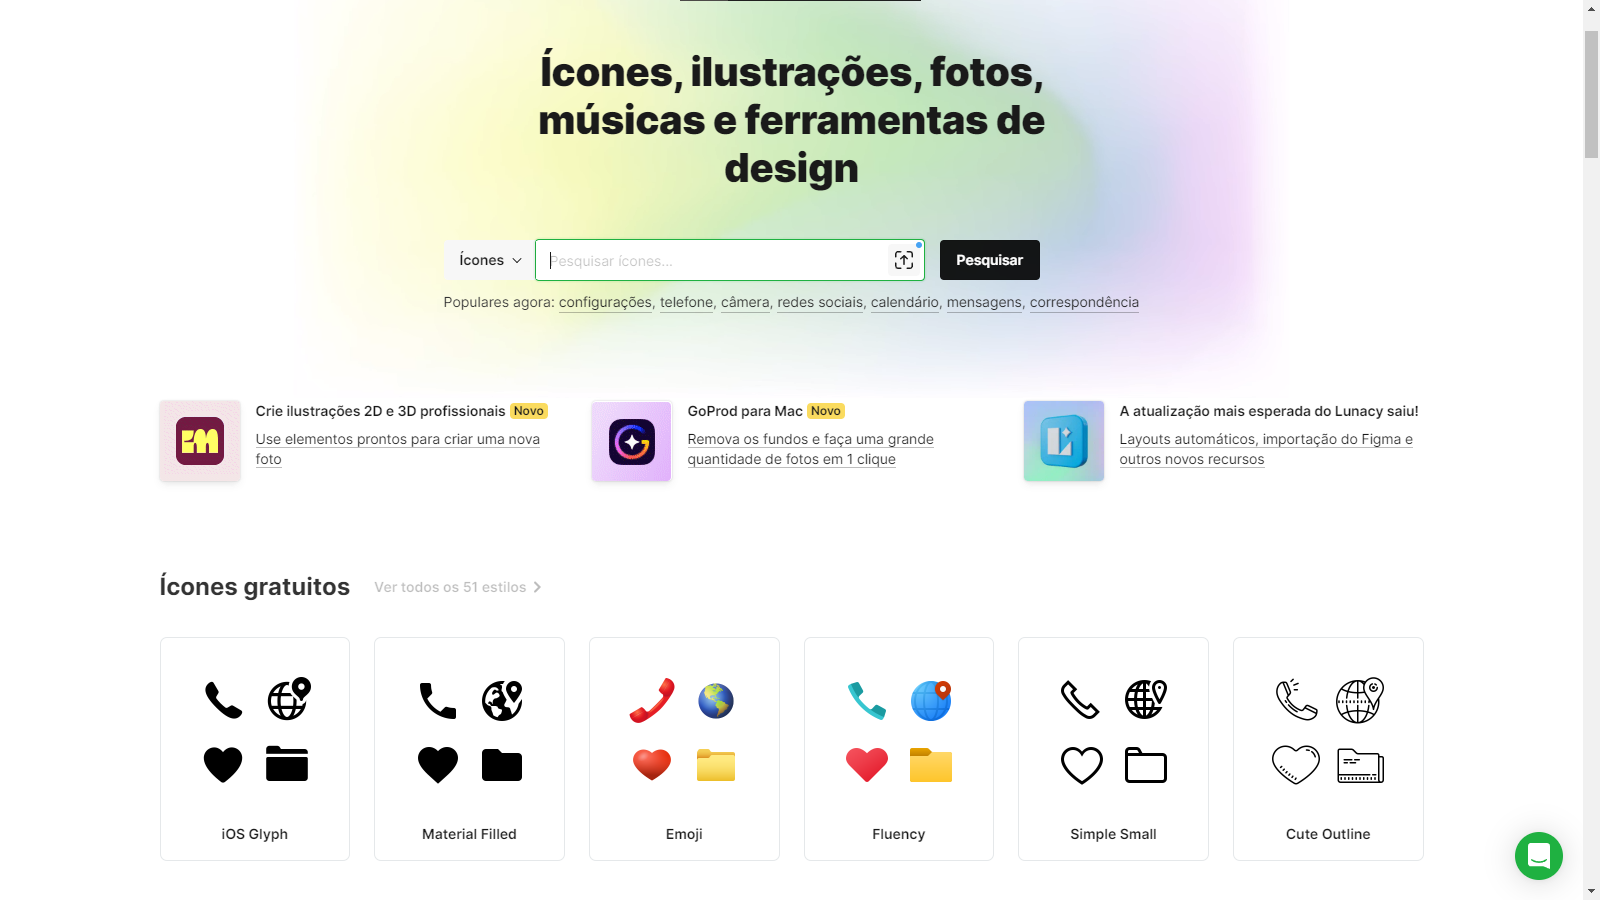 Ícones, ilustrações, fotos,
músicas e ferramentas de
design
Ícones
Pesquisar ícones...
Pesquisar
Populares agora: configurações, telefone, câmera, redes sociais, calendário, mensagens, correspondência
Crie ilustrações 2D e 3D profissionais Novo
Use elementos prontos para criar uma nova
foto
GoProd para Mac Novo
Remova os fundos e faça uma grande
quantidade de fotos em 1 clique
A atualização mais esperada do Lunacy saiu!
Layouts automáticos, importação do Figma e
outros novos recursos
Ícones gratuitos
Ver todos os 51 estilos
iOS Glyph
Material Filled
Emoji
Fluency
Simple Small
Cute Outline